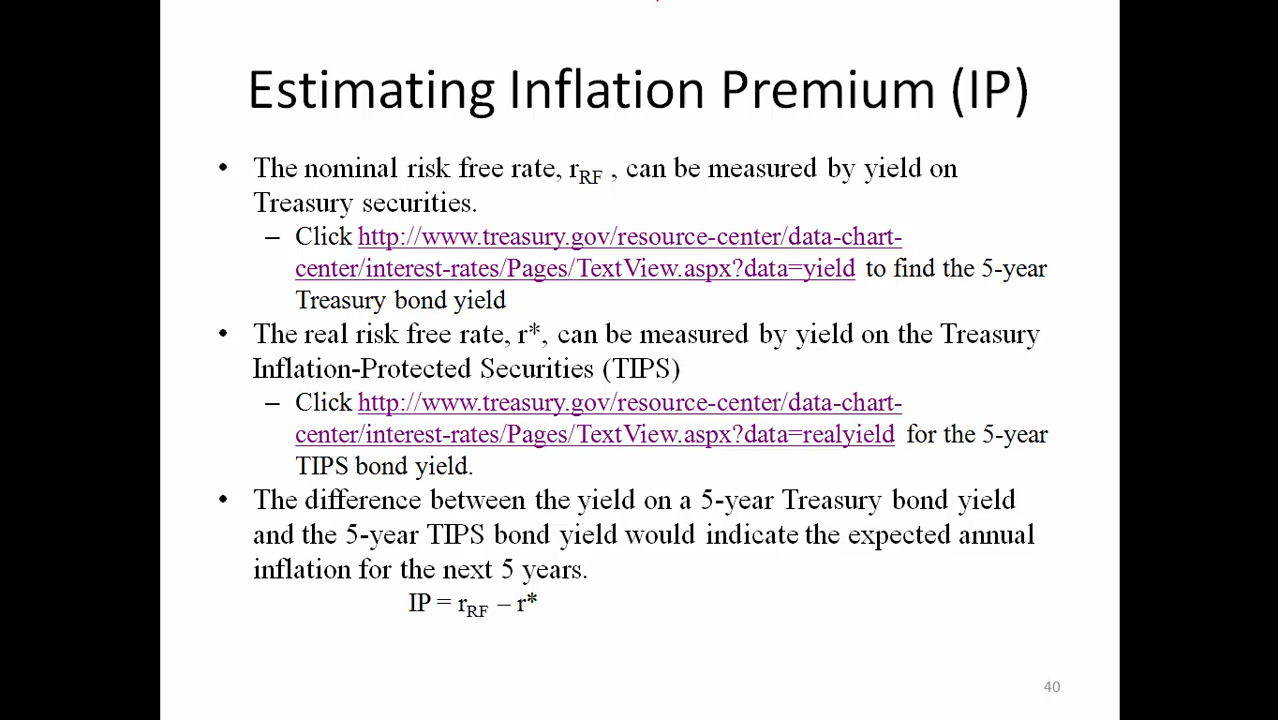 Estimating Inflation Premium (IP)
• The nominal risk free rate, rRF , can be measured by yield on
Treasury securities.
– Click http://www.treasury.gov/resource-center/data-chart-
center/interest-rates/Pages/TextView.aspx?data=yield to find the 5-year
Treasury bond yield
• The real risk free rate, r*, can be measured by yield on the Treasury
Inflation-Protected Securities (TIPS)
– Click http://www.treasury.gov/resource-center/data-chart-
center/interest-rates/Pages/TextView.aspx?data=realyield for the 5-year
TIPS bond yield.
• The difference between the yield on a 5-year Treasury bond yield
and the 5-year TIPS bond yield would indicate the expected annual
inflation for the next 5 years.
IP = rRF – r*
40